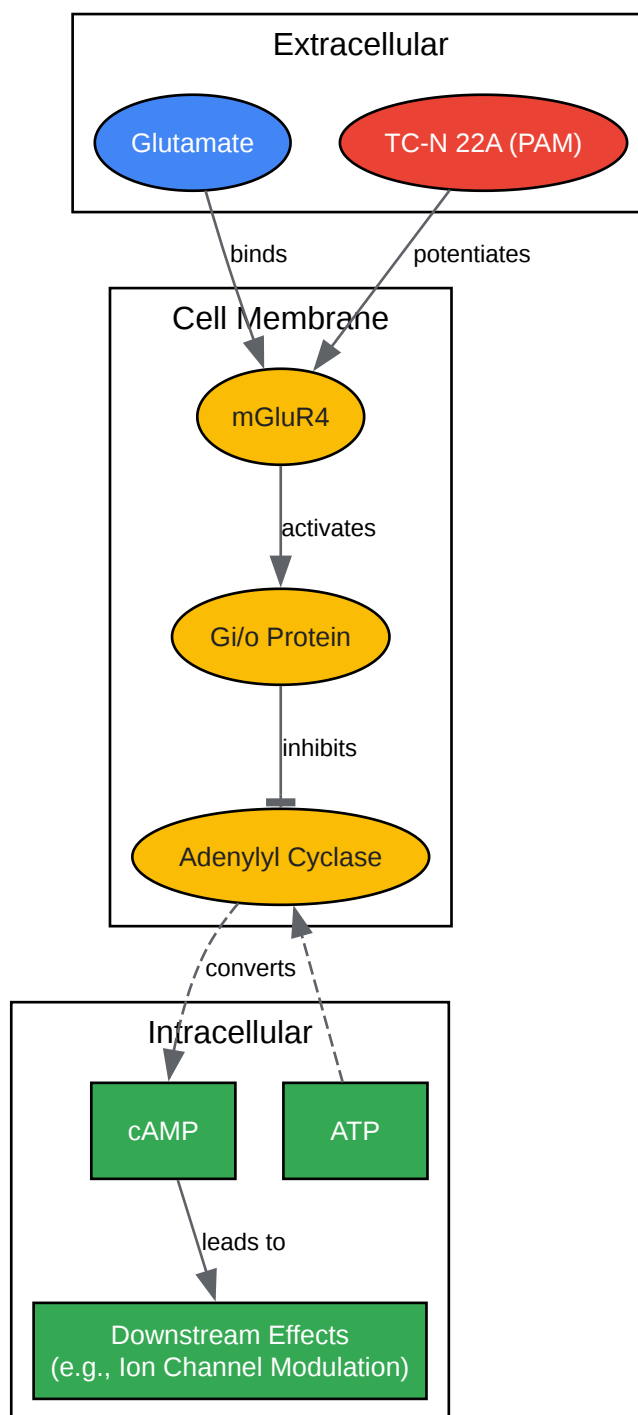 Extracellular
Glutamate
TC-N 22A (PAM)
binds
potentiates
Cell Membrane
mGluR4
activates
Gi/o Protein
inhibits
Adenylyl Cyclase
converts
Intracellular
cAMP
ATP
leads to
Downstream Effects
(e.g., Ion Channel Modulation)